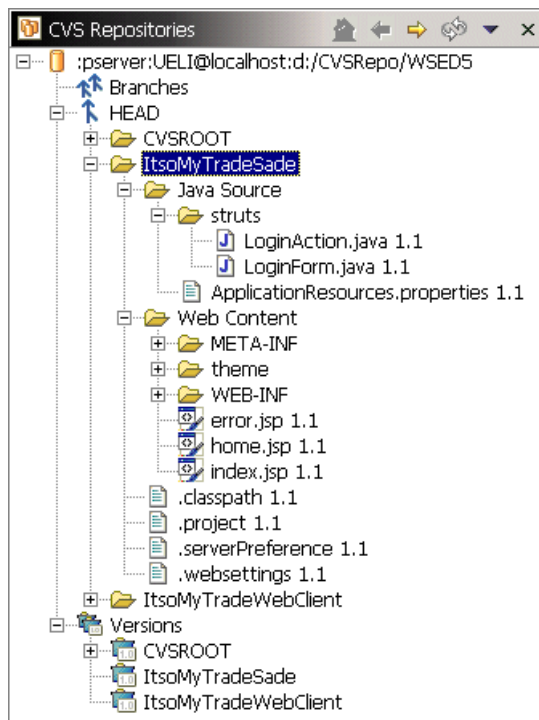 CVS Repositories
:pserver:UELI@localhost:d:/CVSRepo/WSED5
Branches
HEAD
CVSROOT
ItsoMyTradeSade
Java Source
struts
LoginAction.java 1.1
LoginForm.java 1.1
ApplicationResources.properties 1.1
Web Content
META-INF
theme
WEB-INF
error.jsp 1.1
home.jsp 1.1
index.jsp 1.1
.classpath 1.1
.project 1.1
.serverPreference 1.1
.websettings 1.1
ItsoMyTradeWebClient
Versions
CVSROOT
ItsoMyTradeSade
ItsoMyTradeWebClient